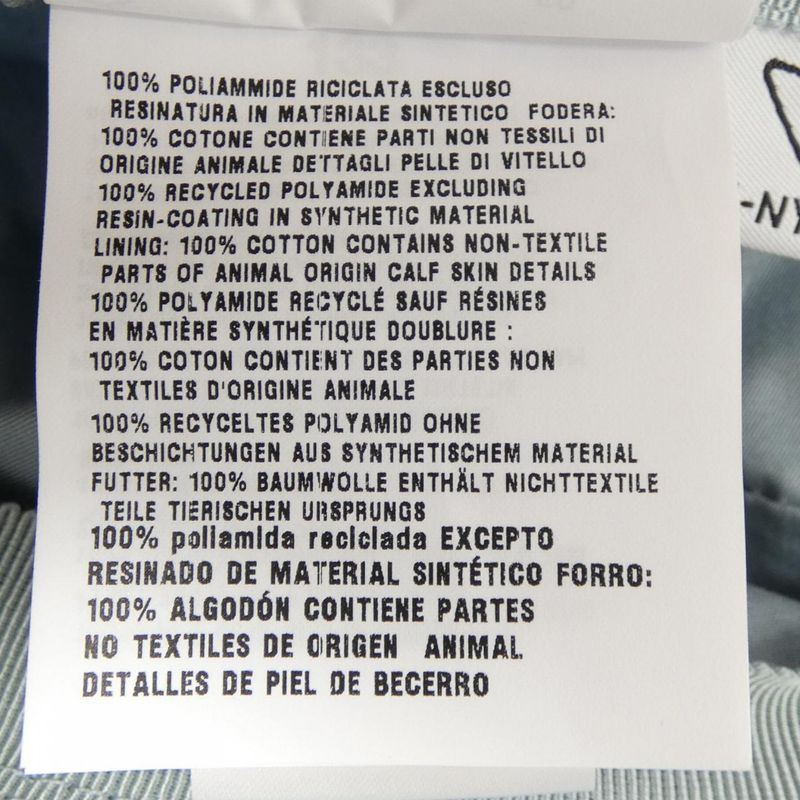 100% POLIAMMIDE RICICLATA ESCLUSO
RESINATURA IN MATERIALE SINTETICO FODERA:
100% COTONE CONTIENE PARTI NON TESSILI DI
ORIGINE ANIMALE DETTAGLI PELLE DI VITELLO
100% RECYCLED POLYAMIDE EXCLUDING
RESIN-COATING IN SYNTHETIC MATERIAL
LINING: 100% COTTON CONTAINS NON-TEXTILE
PARTS OF ANIMAL ORIGIN CALF SKIN DETAILS
100% POLYAMIDE RECYCLÉ SAUF RÉSINES
EN MATIÈRE SYNTHÉTIQUE DOUBLURE :
100% COTON CONTIENT DES PARTIES NON
TEXTILES D'ORIGINE ANIMALE
100% RECYCELTES POLYAMID OHNE
BESCHICHTUNGEN AUS SYNTHETISCHEM MATERIAL
FUTTER: 100% BAUMWOLLE ENTHÄLT NICHTTEXTILE
TEILE TIERISCHEN URSPRUNGS
100% poliamida reciclada EXCEPTO
RESINADO DE MATERIAL SINTÉTICO FORRO:
100% ALGODÓN CONTIENE PARTES
NO TEXTILES DE ORIGEN ANIMAL
DETALLES DE PIEL DE BECERRO